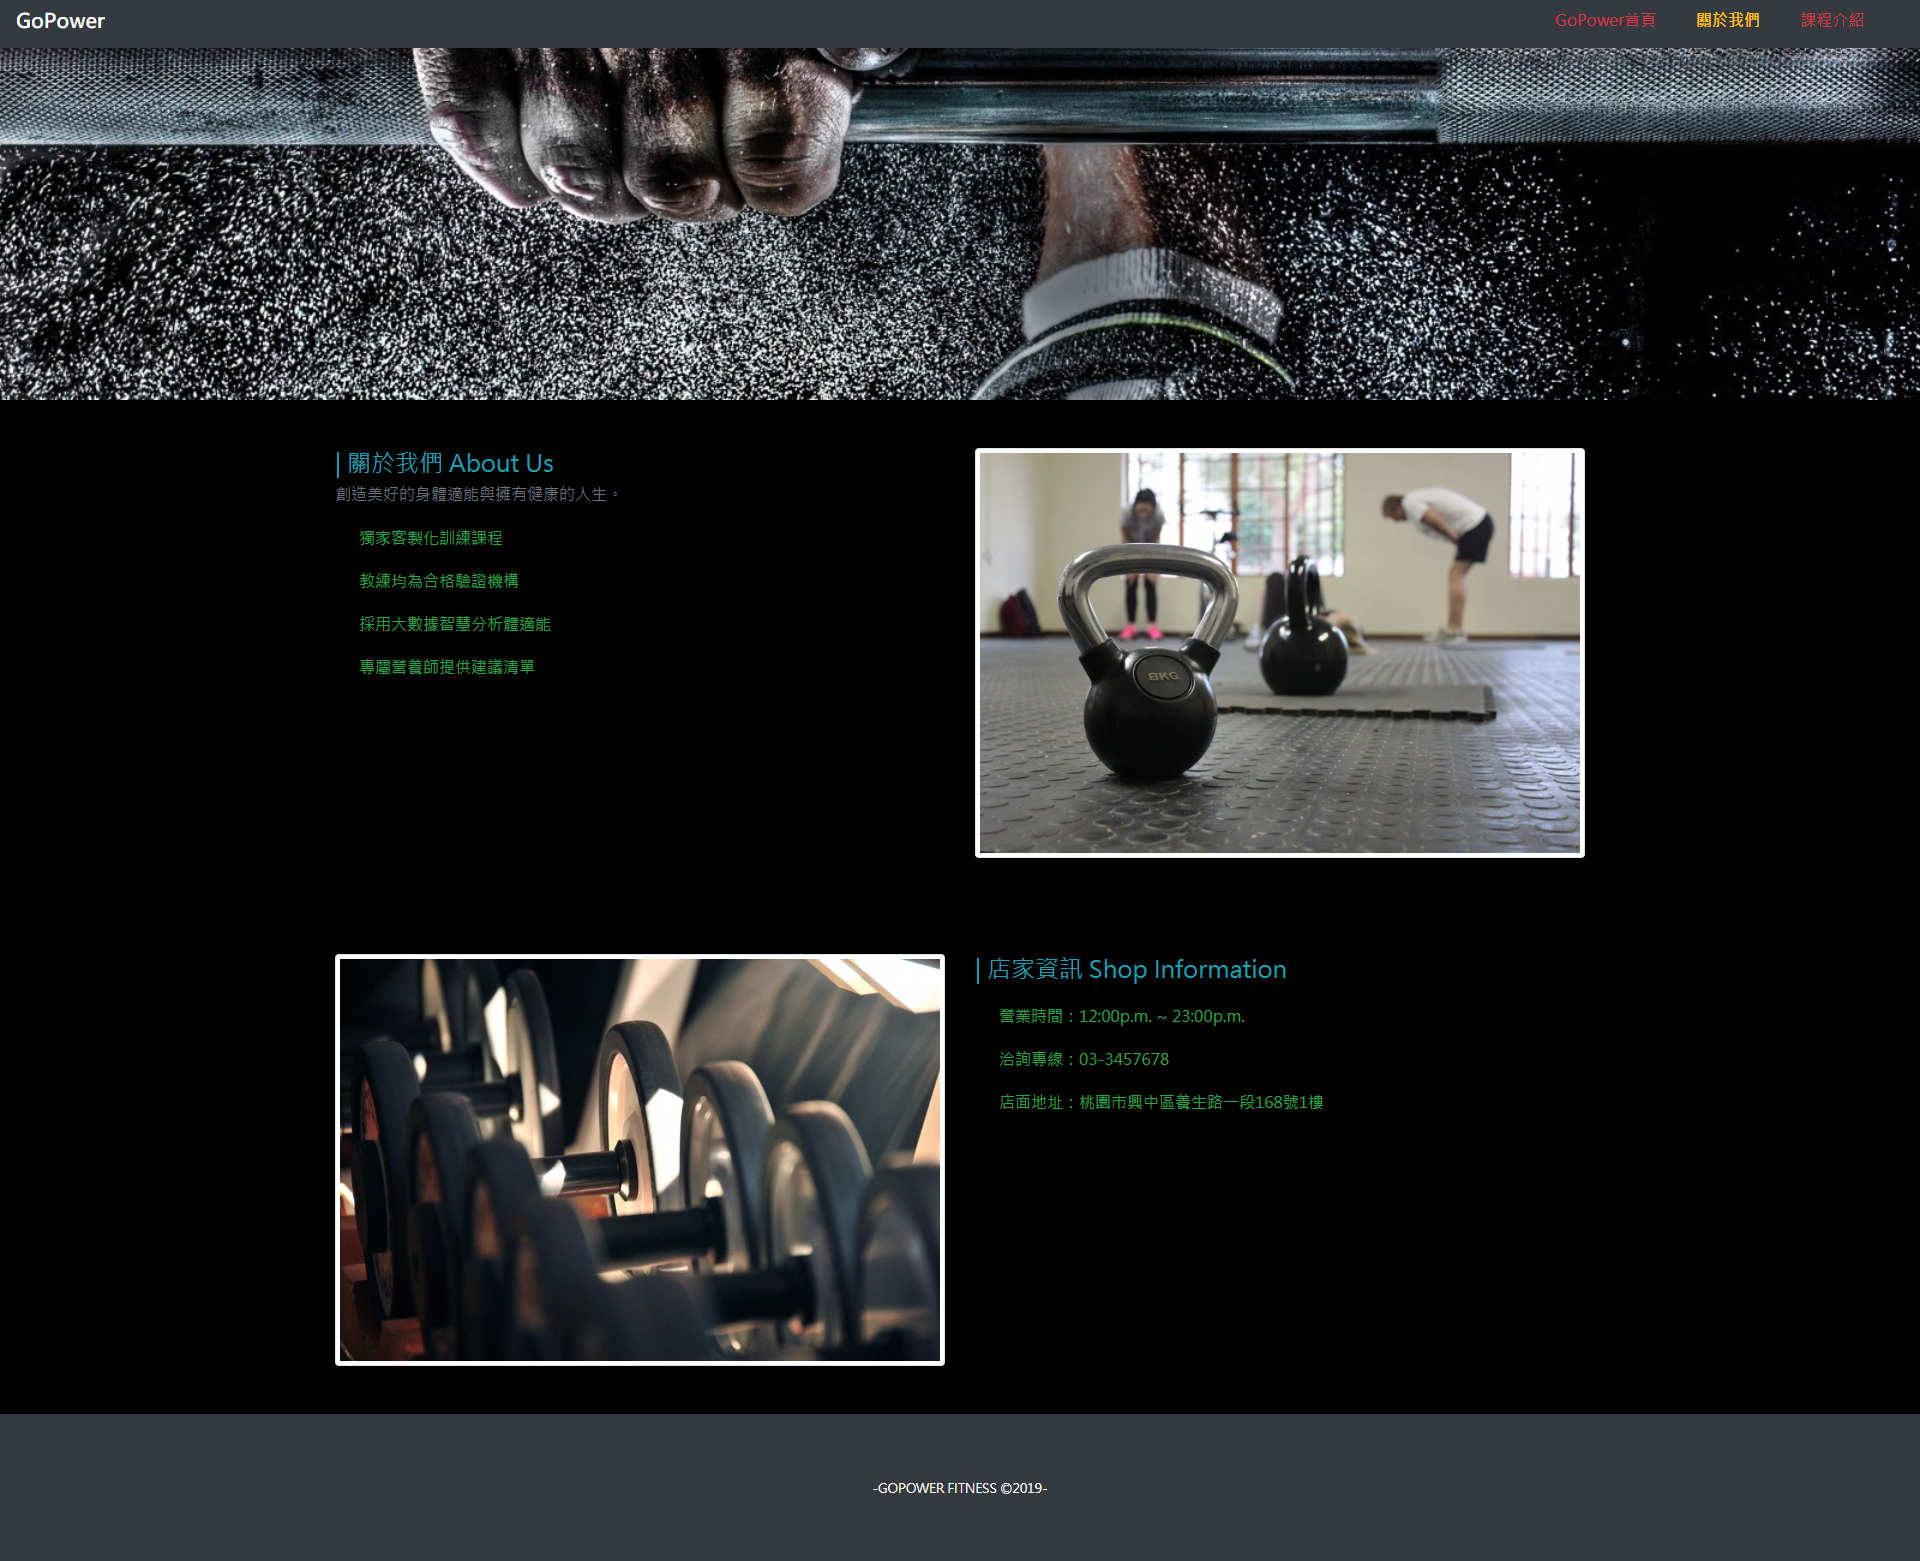 GoPower
GoPower首頁
關於我們
課程介紹
| 關於我們 About Us
創造美好的身體適能與擁有健康的人生。
獨家客製化訓練課程
教練均為合格驗證機構
採用大數據智慧分析體適能
專屬營養師提供建議清單
8KG
| 店家資訊 Shop Information
營業時間：12:00p.m. ~ 23:00p.m.
洽詢專線：03-3457678
店面地址：桃園市興中區養生路一段168號1樓
-GOPOWER FITNESS ©2019-